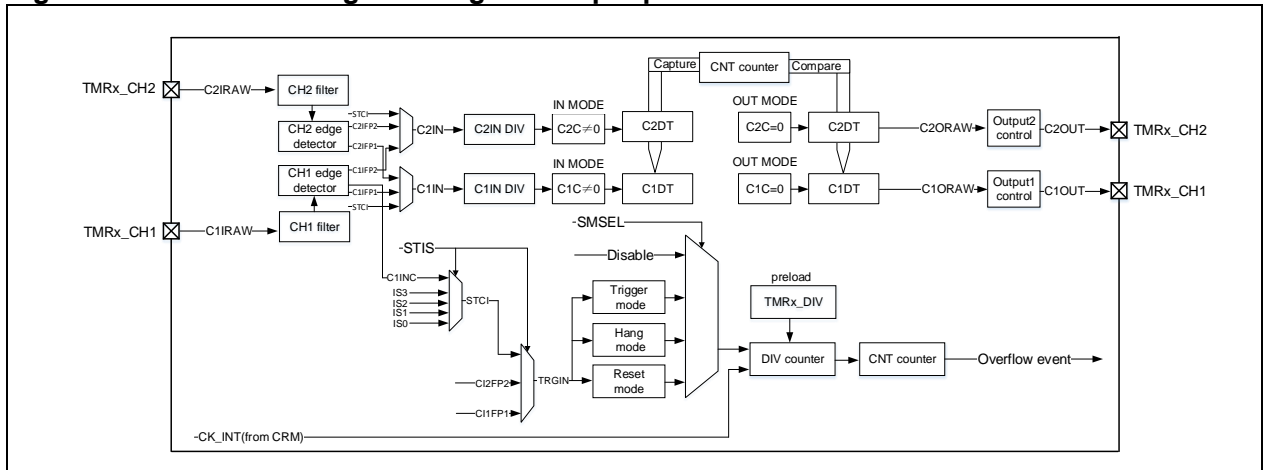 Capture
CNT counter
Compare
TMRx_CH2
C2IRAW
CH2 filter
STCI
C2IFP2
C2IFP1
CH2 edge
detector
C2IN
C2IN DIV
IN MODE
C2C≠0
C2DT
OUT MODE
C2C=0
C2DT
C2ORAW
Output2
control
C2OUT
TMRx_CH2
CH1 edge
detector
C1IFP2
C1IFP1
STCI
C1IN
C1IN DIV
IN MODE
C1C≠0
C1DT
OUT MODE
C1C=0
C1DT
C1ORAW
Output1
control
C1OUT
TMRx_CH1
TMRx_CH1
C1IRAW
CH1 filter
-SMSEL
-STIS
Disable
C1INC
IS3
IS2
IS1
IS0
STCI
Trigger
mode
Hang
mode
Reset
mode
preload
TMRx_DIV
DIV counter
CNT counter
Overflow event
CI2FP2
CI1FP1
TRGIN
-CK_INT(from CRM)